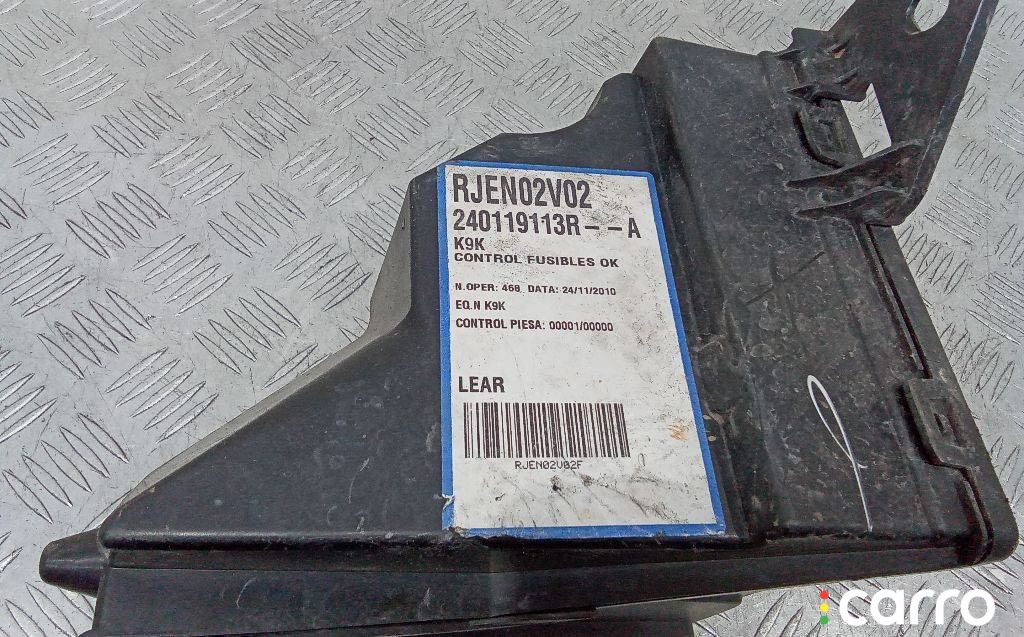 RJEN02V02
240119113R--A
K9K
CONTROL FUSIBLES OK
N.OPER: 468, DATA: 24/11/2010
EQ.N K9K
CONTROL PIESA: 00001/00000
LEAR
RJEN02V02F
carro